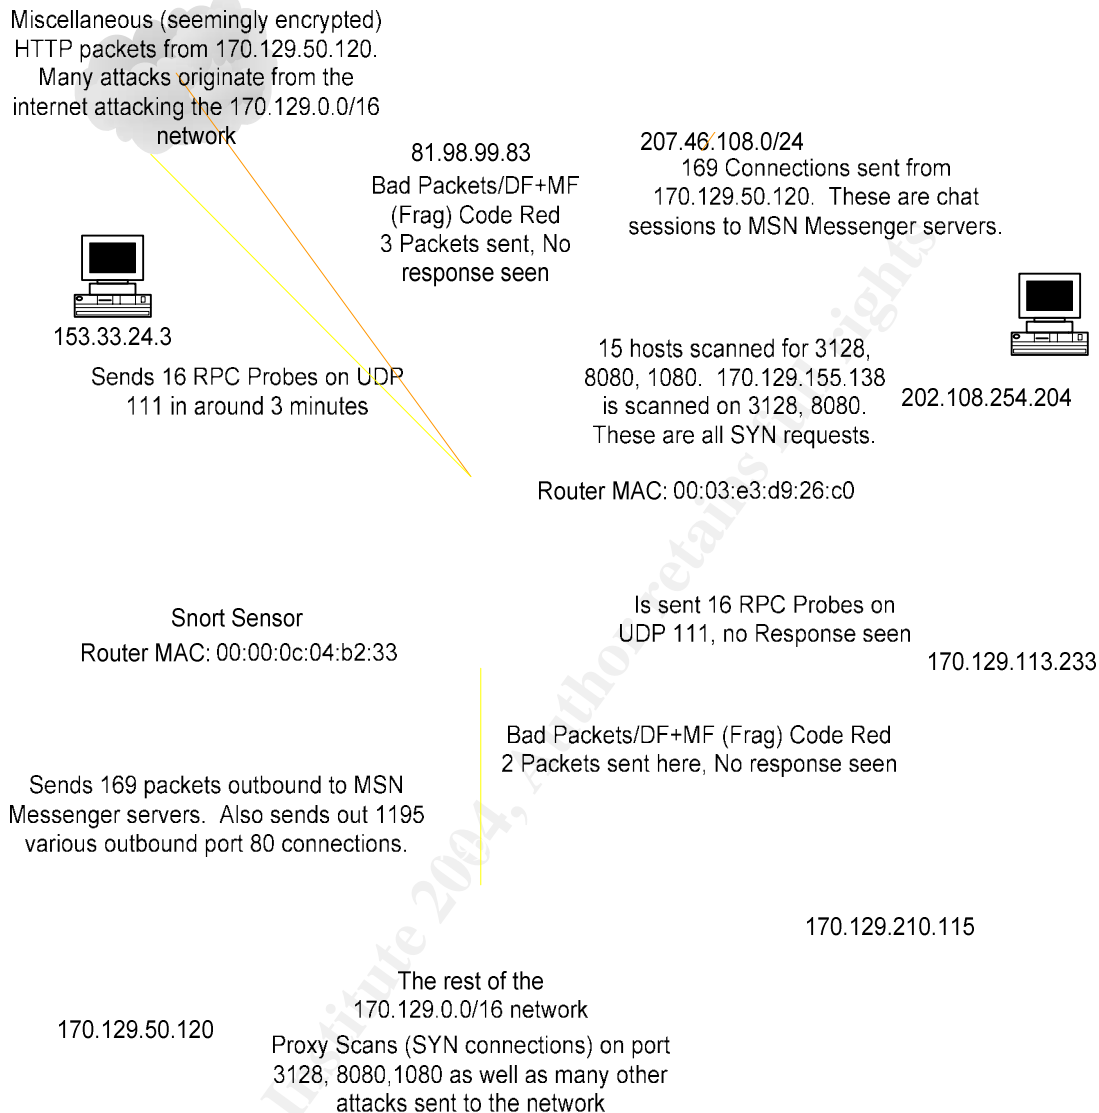 Miscellaneous (seemingly encrypted)
HTTP packets from 170.129.50.120.
Many attacks originate from the
internet attacking the 170.129.0.0/16
network
81.98.99.83
Bad Packets/DF+MF
(Frag) Code Red
3 Packets sent, No
response seen
207.46.108.0/24
169 Connections sent from
170.129.50.120. These are chat
sessions to MSN Messenger servers.
153.33.24.3
Sends 16 RPC Probes on UDP
111 in around 3 minutes
15 hosts scanned for 3128,
8080, 1080. 170.129.155.138
is scanned on 3128, 8080.
These are all SYN requests.
202.108.254.204
Router MAC: 00:03:e3:d9:26:c0
Snort Sensor
Router MAC: 00:00:0c:04:b2:33
Is sent 16 RPC Probes on
UDP 111, no Response seen
170.129.113.233
Bad Packets/DF+MF (Frag) Code Red
2 Packets sent here, No response seen
Sends 169 packets outbound to MSN
Messenger servers. Also sends out 1195
various outbound port 80 connections.
170.129.210.115
The rest of the
170.129.0.0/16 network
170.129.50.120
Proxy Scans (SYN connections) on port
3128, 8080,1080 as well as many other
attacks sent to the network
Institute 2004, Author retains full rights